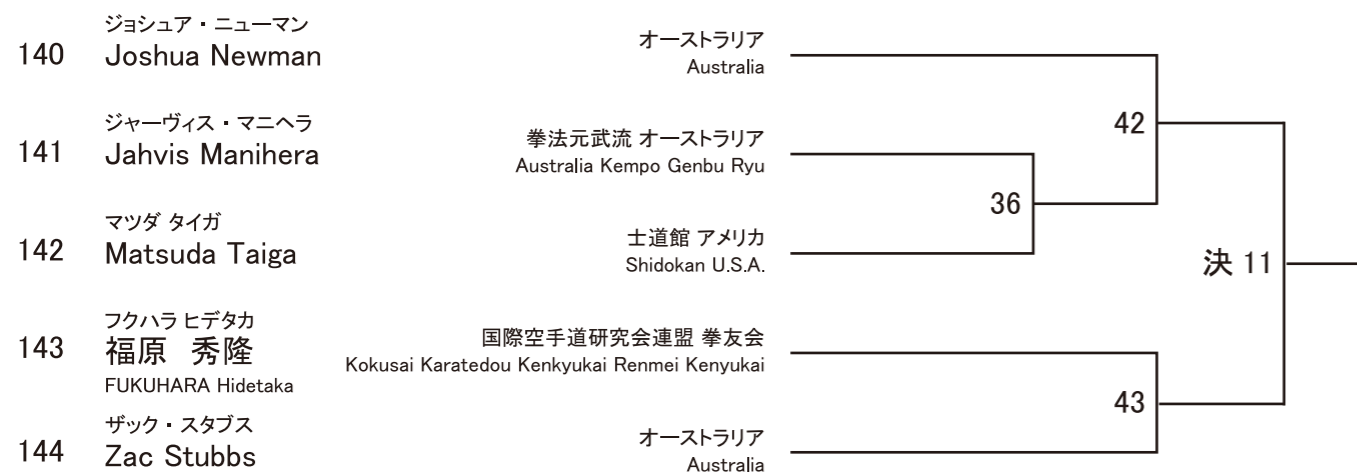 ジョシュア・ニューマン
140 Joshua Newman
オーストラリア
Australia
ジャーヴィス・マニヘラ
141 Jahvis Manihera
拳法元武流 オーストラリア
Australia Kempo Genbu Ryu
マツダ タイガ
142 Matsuda Taiga
士道館 アメリカ
Shidokan U.S.A.
フクハラ ヒデタカ
143 福原 秀隆
FUKUHARA Hidetaka
国際空手道研究会連盟 拳友会
Kokusai Karatedou Kenkyukai Renmei Kenyukai
ザック・スタブス
144 Zac Stubbs
オーストラリア
Australia
42
36
決 11
43